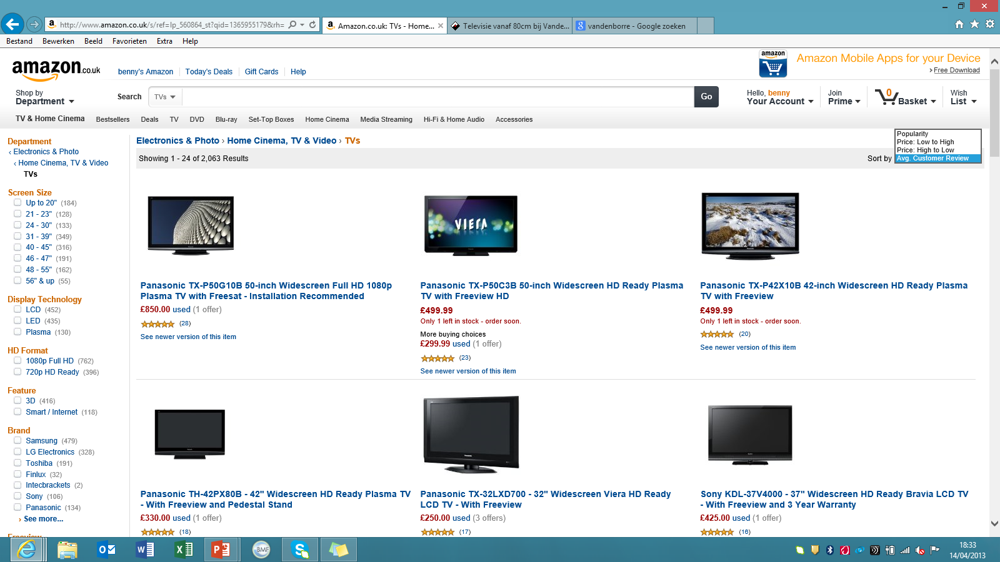 http://www.amazon.co.uk/s/ref=lp_560864_st?qid=1365955179&rh=
Amazon.co.uk: TVs - Home...
Televisie vanaf 80cm bij Vande...
vandenborre - Google zoeken
Bestand Bewerken Beeld Favorieten Extra Help
amazon.co.uk
benny's Amazon Today's Deals Gift Cards Help
amazon
Amazon Mobile Apps for your Device
› Free Download
Shop by
Department
Search TVs Go
Hello, benny
Your Account
Join
Prime
0
Basket
Wish
List
TV & Home Cinema Bestsellers Deals TV DVD Blu-ray Set-Top Boxes Home Cinema Media Streaming Hi-Fi & Home Audio Accessories
Department
‹ Electronics & Photo
‹ Home Cinema, TV & Video
TVs
Screen Size
Up to 20" (184)
21 - 23" (128)
24 - 30" (133)
31 - 39" (349)
40 - 45" (316)
46 - 47" (191)
48 - 55" (162)
56" & up (55)
Display Technology
LCD (452)
LED (435)
Plasma (130)
HD Format
1080p Full HD (762)
720p HD Ready (396)
Feature
3D (416)
Smart / Internet (118)
Brand
Samsung (479)
LG Electronics (328)
Toshiba (191)
Finlux (32)
Intecbrackets (2)
Sony (106)
Panasonic (134)
› See more...
Freeview
Electronics & Photo › Home Cinema, TV & Video › TVs
Showing 1 - 24 of 2,063 Results
Sort by
Popularity
Price: Low to High
Price: High to Low
Avg. Customer Review
VIERA
Panasonic TX-P50G10B 50-inch Widescreen Full HD 1080p
Plasma TV with Freesat - Installation Recommended
£850.00 used (1 offer)
(28)
See newer version of this item
Panasonic TX-P50C3B 50-inch Widescreen HD Ready Plasma
TV with Freeview HD
£499.99
Only 1 left in stock - order soon.
More buying choices
£299.99 used (1 offer)
(23)
See newer version of this item
Panasonic TX-P42X10B 42-inch Widescreen HD Ready Plasma
TV with Freeview
£499.99
Only 1 left in stock - order soon.
(20)
See newer version of this item
Panasonic TH-42PX80B - 42" Widescreen HD Ready Plasma TV
- With Freeview and Pedestal Stand
£330.00 used (1 offer)
(18)
Panasonic TX-32LXD700 - 32" Widescreen Viera HD Ready
LCD TV - With Freeview
£250.00 used (3 offers)
(17)
Sony KDL-37V4000 - 37" Widescreen HD Ready Bravia LCD TV
- With Freeview and 3 Year Warranty
£425.00 used (1 offer)
(16)
BMF
18:33
14/04/2013